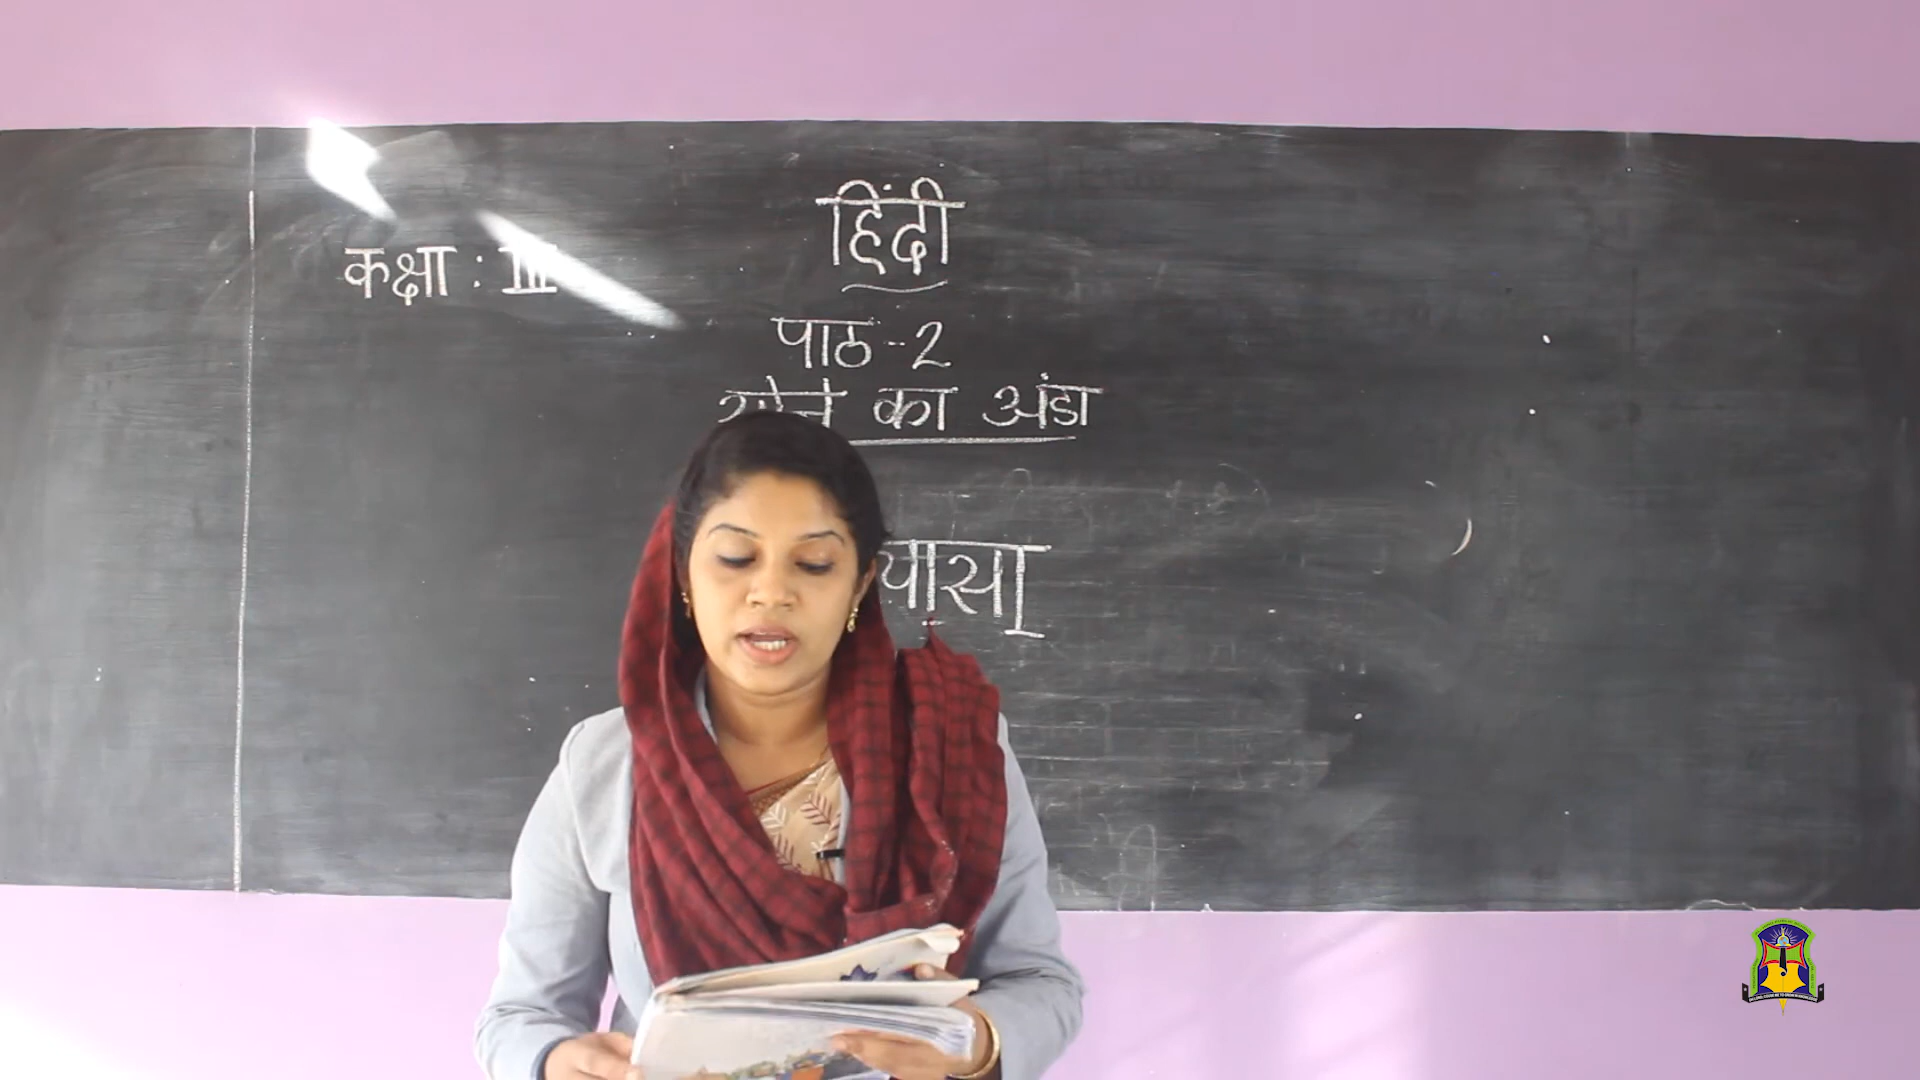 हिंदी
कक्षा : III
पाठ-2
सोने का अंडा